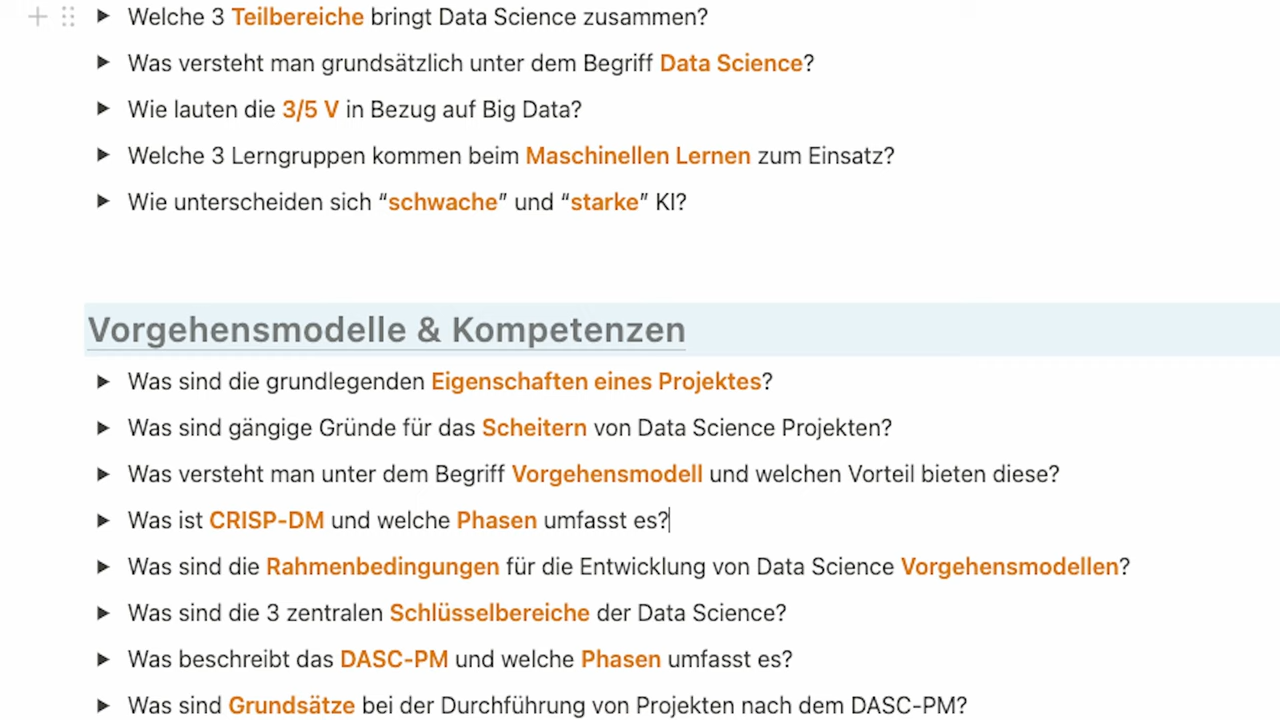 Welche 3 Teilbereiche bringt Data Science zusammen?
Was versteht man grundsätzlich unter dem Begriff Data Science?
Wie lauten die 3/5 V in Bezug auf Big Data?
Welche 3 Lerngruppen kommen beim Maschinellen Lernen zum Einsatz?
Wie unterscheiden sich “schwache” und “starke” KI?
Vorgehensmodelle & Kompetenzen
Was sind die grundlegenden Eigenschaften eines Projektes?
Was sind gängige Gründe für das Scheitern von Data Science Projekten?
Was versteht man unter dem Begriff Vorgehensmodell und welchen Vorteil bieten diese?
Was ist CRISP-DM und welche Phasen umfasst es?
Was sind die Rahmenbedingungen für die Entwicklung von Data Science Vorgehensmodellen?
Was sind die 3 zentralen Schlüsselbereiche der Data Science?
Was beschreibt das DASC-PM und welche Phasen umfasst es?
Was sind Grundsätze bei der Durchführung von Projekten nach dem DASC-PM?